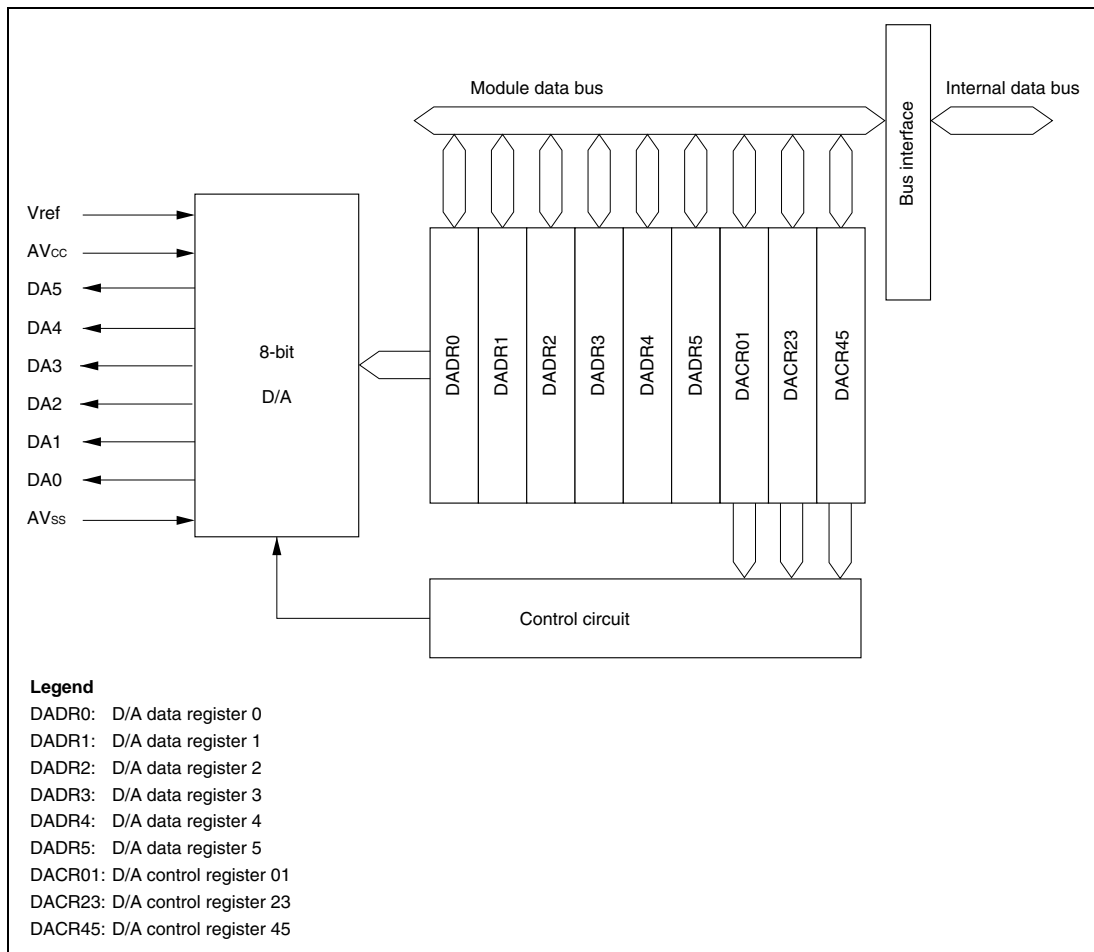 Module data bus
Internal data bus
Bus interface
Vref
AVCC
DA5
DA4
DA3
DA2
DA1
DA0
AVSS
8-bit
D/A
DADR0
DADR1
DADR2
DADR3
DADR4
DADR5
DACR01
DACR23
DACR45
Control circuit
Legend
DADR0: D/A data register 0
DADR1: D/A data register 1
DADR2: D/A data register 2
DADR3: D/A data register 3
DADR4: D/A data register 4
DADR5: D/A data register 5
DACR01: D/A control register 01
DACR23: D/A control register 23
DACR45: D/A control register 45